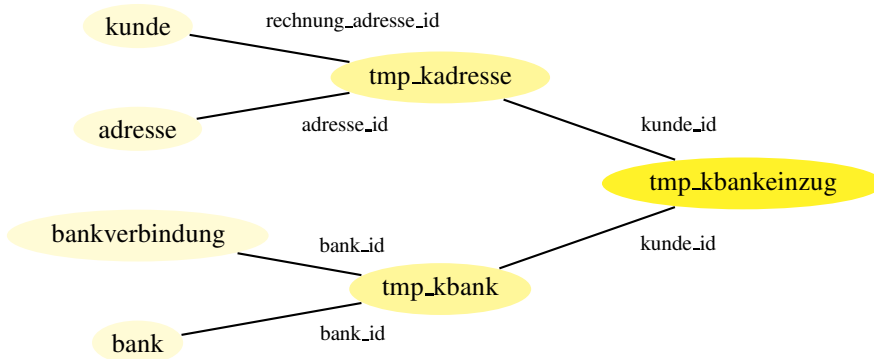 kunde
rechnung_adresse_id
tmp_kadresse
adresse
adresse_id
kunde_id
tmp_kbankeinzug
bankverbindung
bank_id
kunde_id
tmp_kbank
bank
bank_id